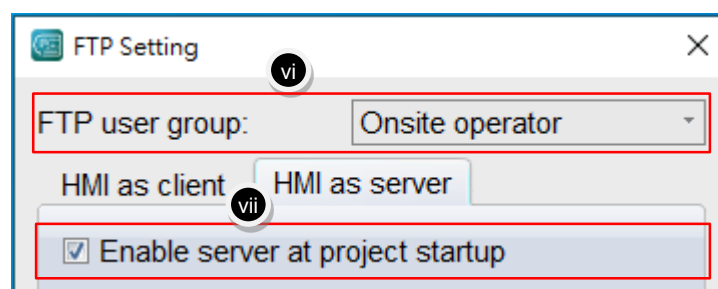 FTP Setting
vi
FTP user group: Onsite operator
HMI as client HMI as server
vii
Enable server at project startup